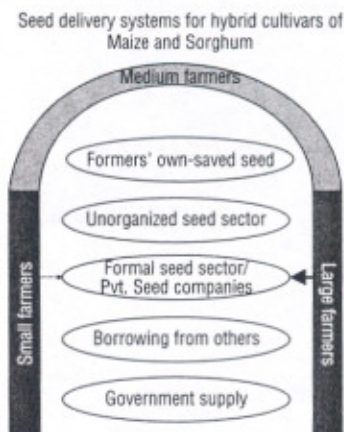 Seed delivery systems for hybrid cultivars of
Maize and Sorghum
Medium farmers
Formers' own-saved seed
Unorganized seed sector
Small farmers
Formal seed sector/
Pvt. Seed companies
Large farmers
Borrowing from others
Government supply